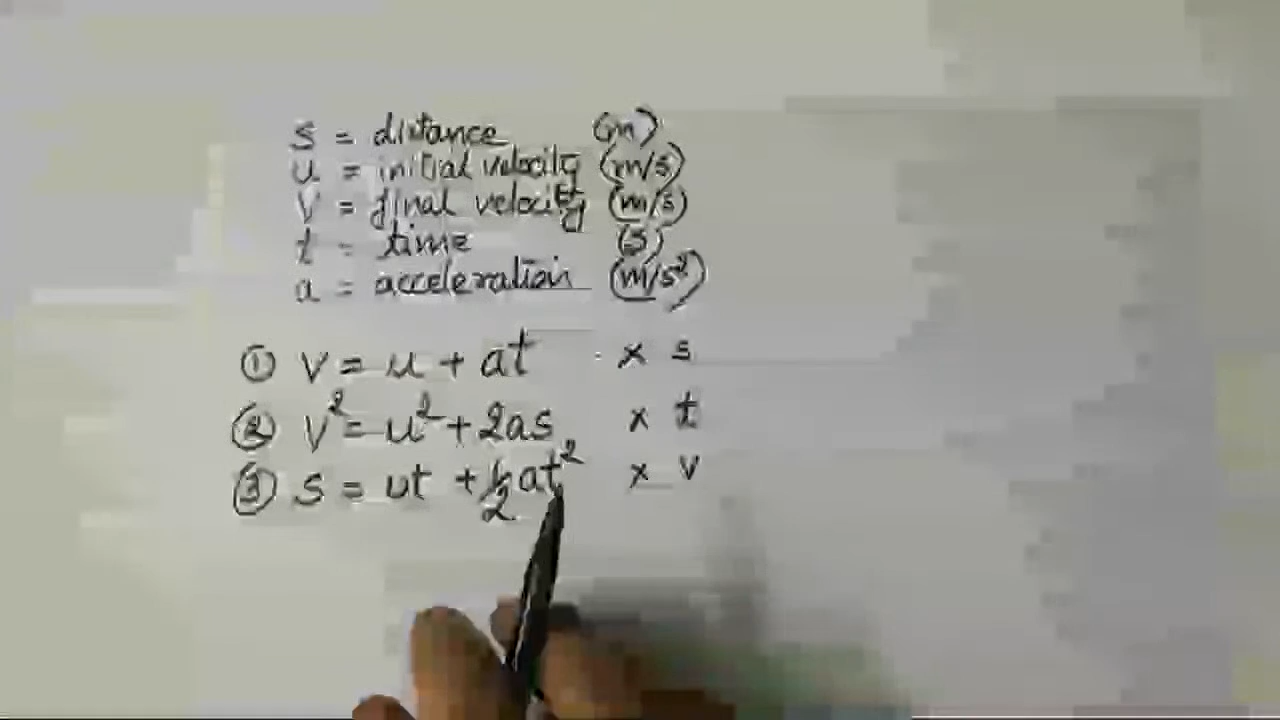 s = distance (m)
u = initial velocity (m/s)
v = final velocity (m/s)
t = time (s)
a = acceleration (m/s²)
① v = u + at × s
② v² = u² + 2as × t
③ s = ut + ½at² × v